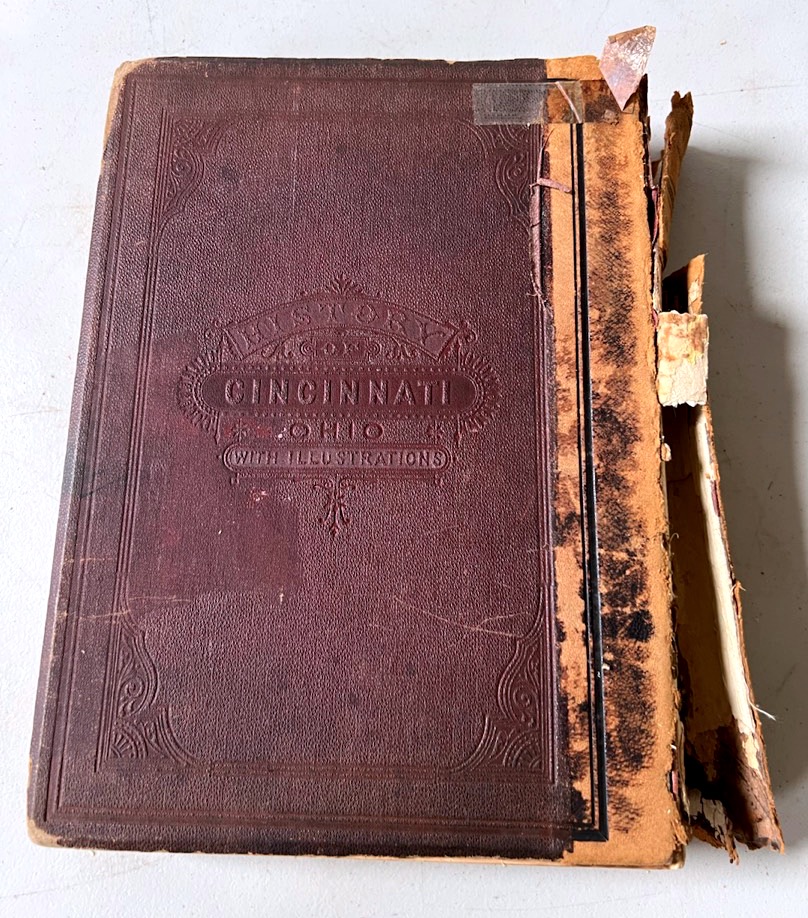 HISTORY
OF
CINCINNATI
OHIO
WITH ILLUSTRATIONS